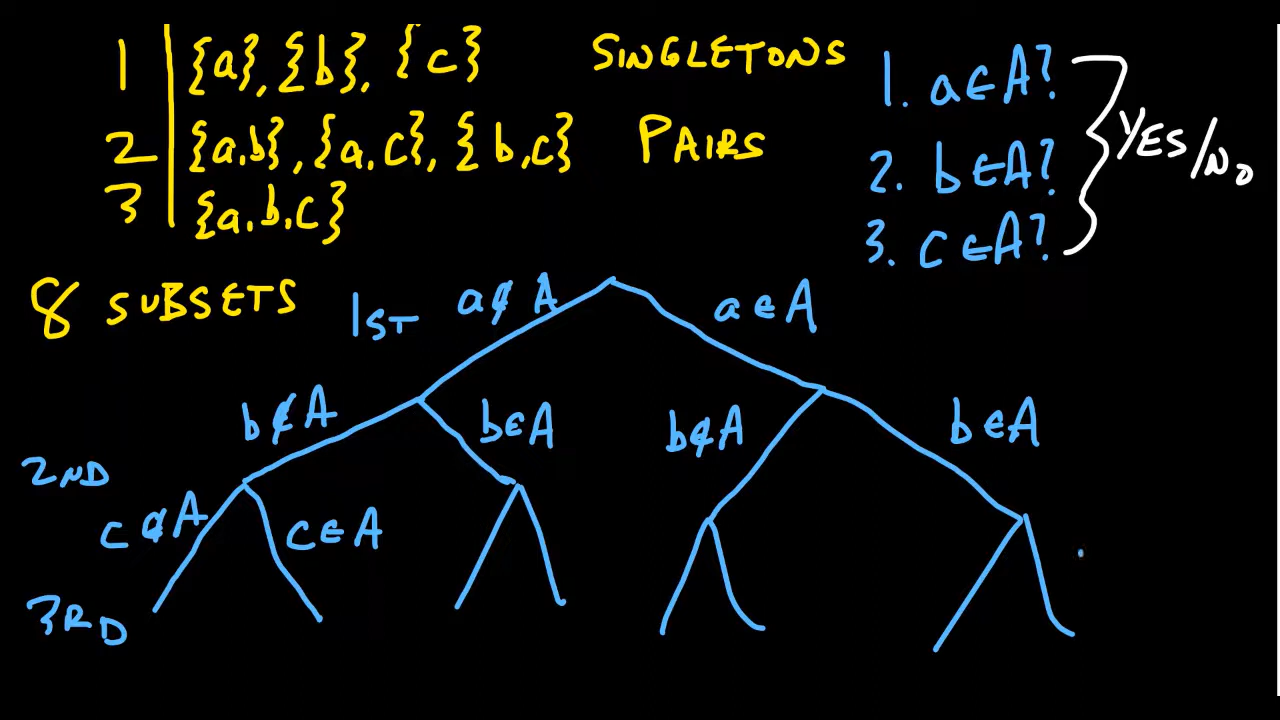 1 {a}, {b}, {c} SINGLETONS
2 {a,b}, {a,c}, {b,c} PAIRS
3 {a,b,c}
1. a∈A?
2. b∈A?
3. c∈A?
YES/NO
8 SUBSETS
1ST a∉A a∈A
b∉A b∈A b∉A b∈A
2ND
c∉A c∈A
3RD